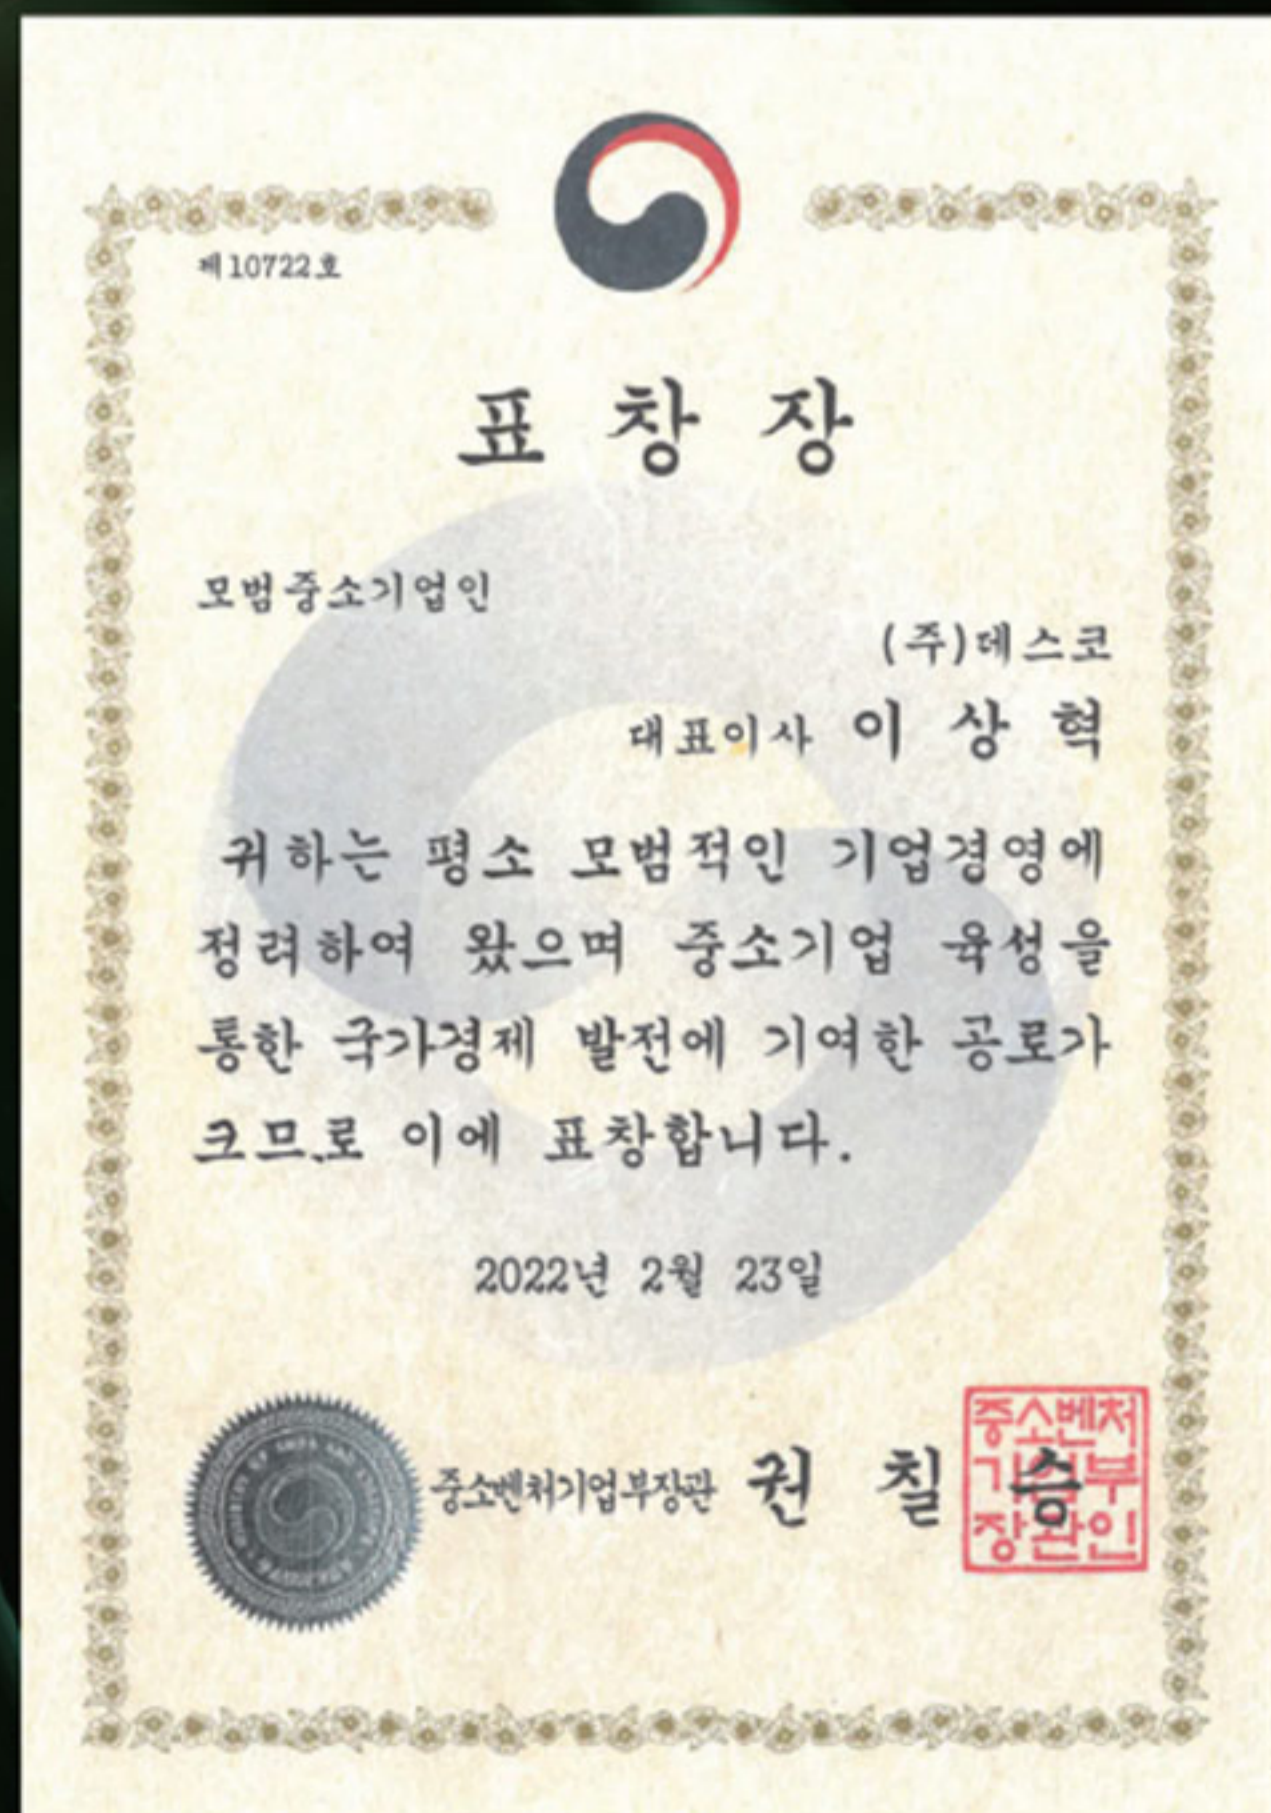 제10722호
표 창 장
모범중소기업인
(주)데스코
대표이사 이 상 혁
귀하는 평소 모범적인 기업경영에
정려하여 왔으며 중소기업 육성을
통한 국가경제 발전에 기여한 공로가
크므로 이에 표창합니다.
2022년 2월 23일
중소벤처기업부장관 권 칠 승
중소벤처
기업부
장관인